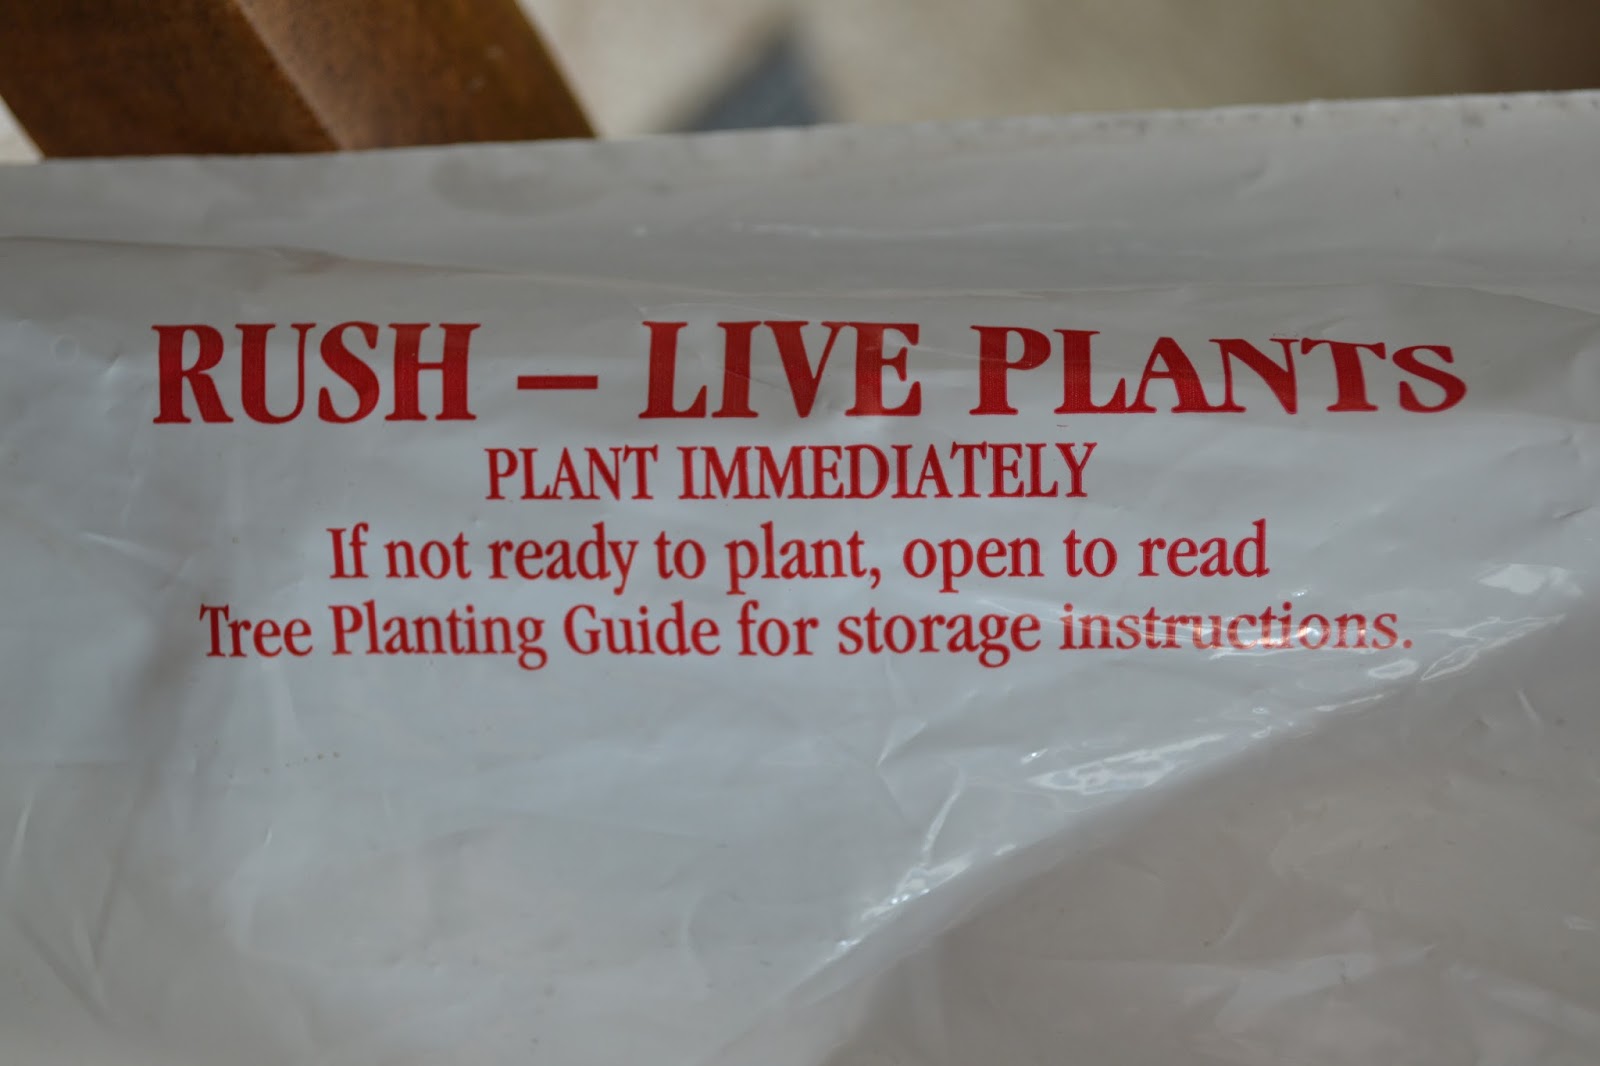 RUSH – LIVE PLANTS
PLANT IMMEDIATELY
If not ready to plant, open to read
Tree Planting Guide for storage instructions.